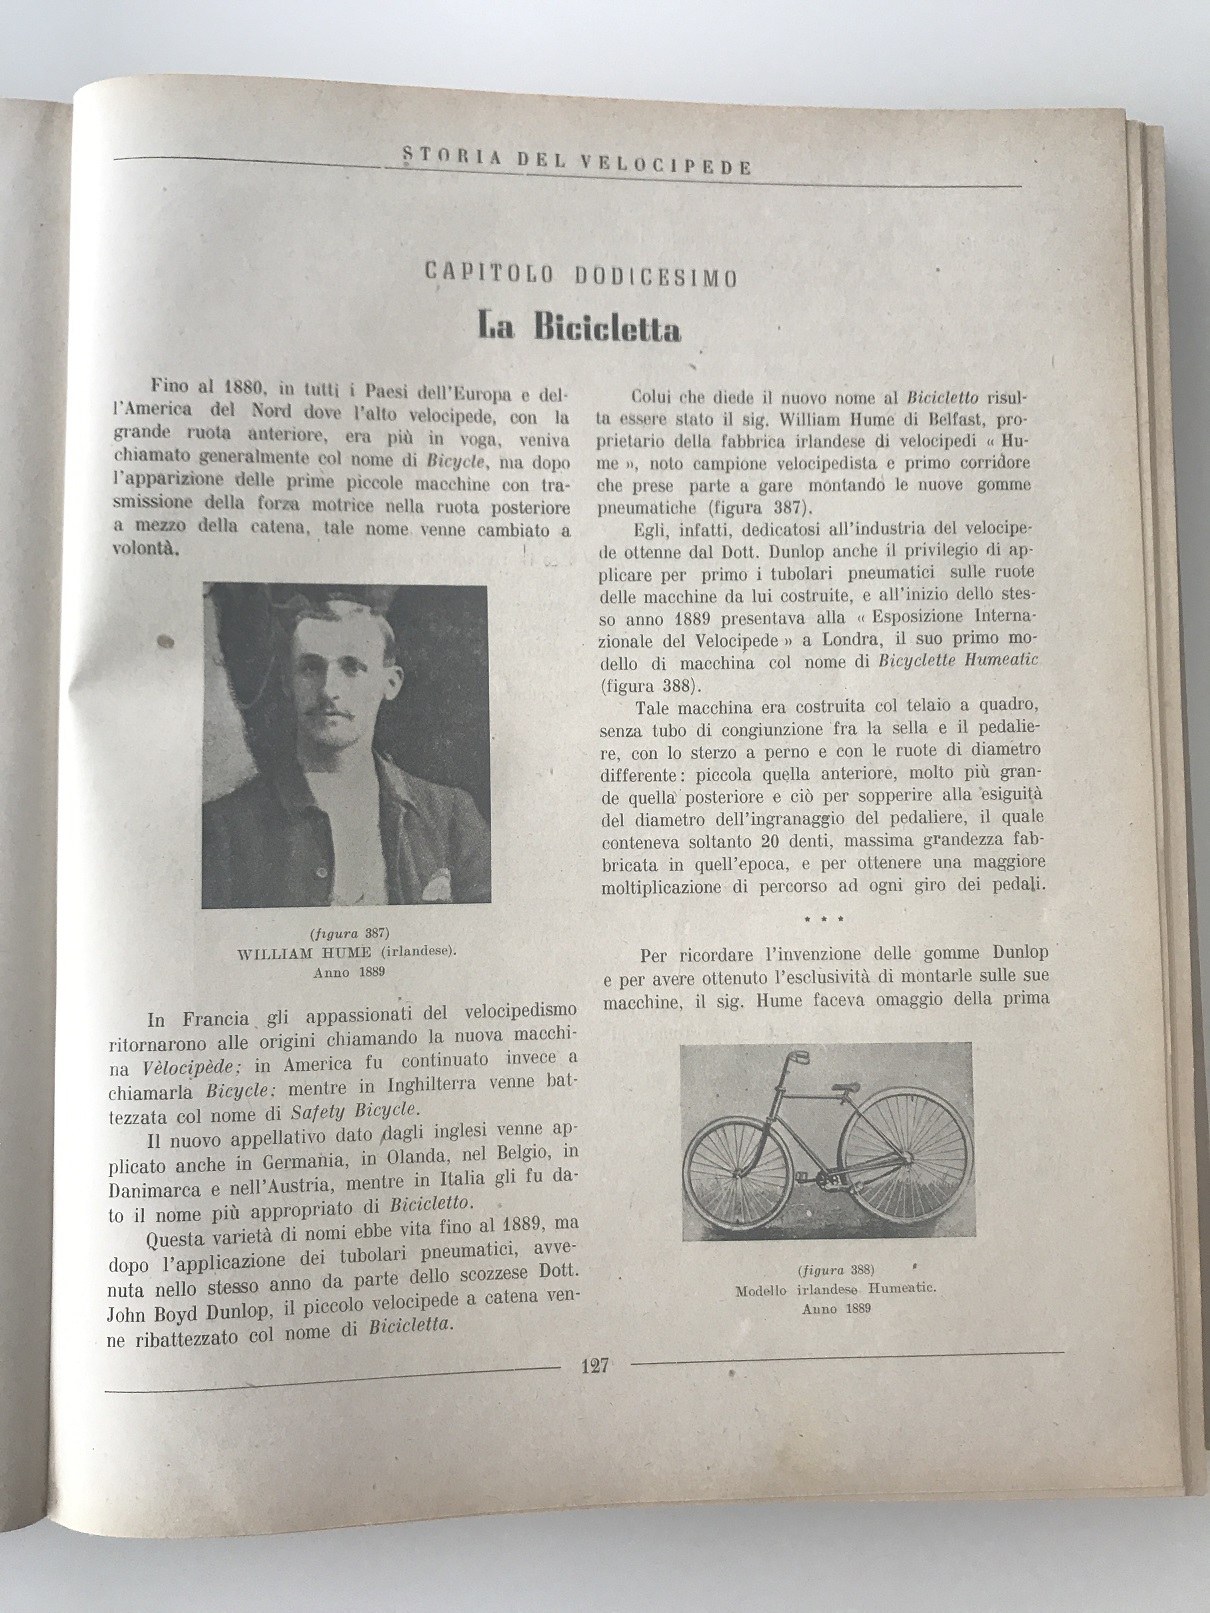 STORIA DEL VELOCIPEDE
CAPITOLO DODICESIMO
La Bicicletta
Fino al 1880, in tutti i Paesi dell'Europa e del-
l'America del Nord dove l'alto velocipede, con la
grande ruota anteriore, era più in voga, veniva
chiamato generalmente col nome di Bicycle, ma dopo
l'apparizione delle prime piccole macchine con tra-
smissione della forza motrice nella ruota posteriore
a mezzo della catena, tale nome venne cambiato a
volontà.
(figura 387)
WILLIAM HUME (irlandese).
Anno 1889
In Francia gli appassionati del velocipedismo
ritornarono alle origini chiamando la nuova macchi-
na Vèlocipède; in America fu continuato invece a
chiamarla Bicycle; mentre in Inghilterra venne bat-
tezzata col nome di Safety Bicycle.
Il nuovo appellativo dato dagli inglesi venne ap-
plicato anche in Germania, in Olanda, nel Belgio, in
Danimarca e nell'Austria, mentre in Italia gli fu da-
to il nome più appropriato di Bicicletto.
Questa varietà di nomi ebbe vita fino al 1889, ma
dopo l'applicazione dei tubolari pneumatici, avve-
nuta nello stesso anno da parte dello scozzese Dott.
John Boyd Dunlop, il piccolo velocipede a catena ven-
ne ribattezzato col nome di Bicicletta.
Colui che diede il nuovo nome al Bicicletto risul-
ta essere stato il sig. William Hume di Belfast, pro-
prietario della fabbrica irlandese di velocipedi « Hu-
me », noto campione velocipedista e primo corridore
che prese parte a gare montando le nuove gomme
pneumatiche (figura 387).
Egli, infatti, dedicatosi all'industria del velocipe-
de ottenne dal Dott. Dunlop anche il privilegio di ap-
plicare per primo i tubolari pneumatici sulle ruote
delle macchine da lui costruite, e all'inizio dello stes-
so anno 1889 presentava alla « Esposizione Interna-
zionale del Velocipede » a Londra, il suo primo mo-
dello di macchina col nome di Bicyclette Humeatic
(figura 388).
Tale macchina era costruita col telaio a quadro,
senza tubo di congiunzione fra la sella e il pedalie-
re, con lo sterzo a perno e con le ruote di diametro
differente: piccola quella anteriore, molto più gran-
de quella posteriore e ciò per sopperire alla esiguità
del diametro dell'ingranaggio del pedaliere, il quale
conteneva soltanto 20 denti, massima grandezza fab-
bricata in quell'epoca, e per ottenere una maggiore
moltiplicazione di percorso ad ogni giro dei pedali.
* * *
Per ricordare l'invenzione delle gomme Dunlop
e per avere ottenuto l'esclusività di montarle sulle sue
macchine, il sig. Hume faceva omaggio della prima
(figura 388)
Modello irlandese Humeatic.
Anno 1889
127